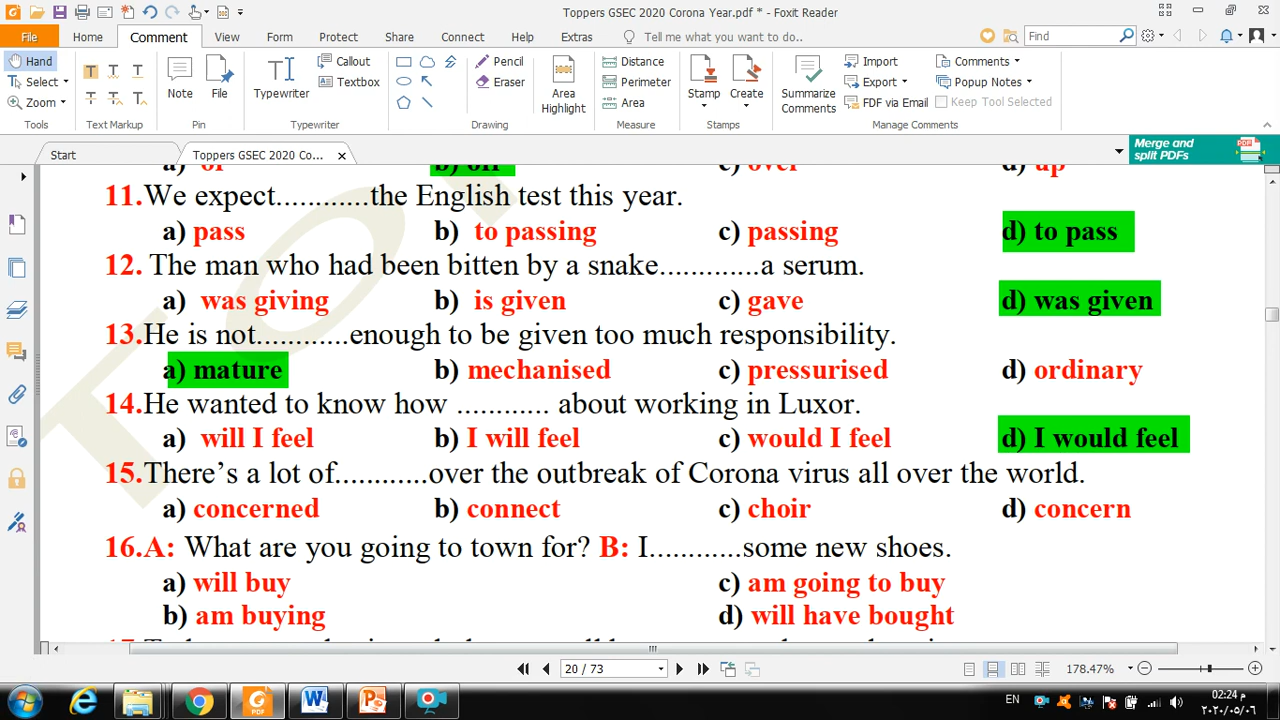 Toppers GSEC 2020 Corona Year.pdf * - Foxit Reader
File Home Comment View Form Protect Share Connect Help Extras Tell me what you want to do.. Find
Hand Select Zoom
Tools
Text Markup
Note File
Pin
Typewriter Callout Textbox
Typewriter
Pencil Eraser
Drawing
Area Highlight Distance Perimeter Area
Measure
Stamp Create
Stamps
Summarize Comments Import Export FDF via Email Comments Popup Notes Keep Tool Selected
Manage Comments
Start Toppers GSEC 2020 Co... Merge and split PDFs
a) of b) off c) over d) up
11.We expect............the English test this year.
a) pass b) to passing c) passing d) to pass
12. The man who had been bitten by a snake.............a serum.
a) was giving b) is given c) gave d) was given
13.He is not............enough to be given too much responsibility.
a) mature b) mechanised c) pressurised d) ordinary
14.He wanted to know how ............ about working in Luxor.
a) will I feel b) I will feel c) would I feel d) I would feel
15.There’s a lot of............over the outbreak of Corona virus all over the world.
a) concerned b) connect c) choir d) concern
16.A: What are you going to town for? B: I............some new shoes.
a) will buy c) am going to buy
b) am buying d) will have bought
20 / 73 178.47%
EN 02:24 م
٢٠٢٠/٠٥/٠٦